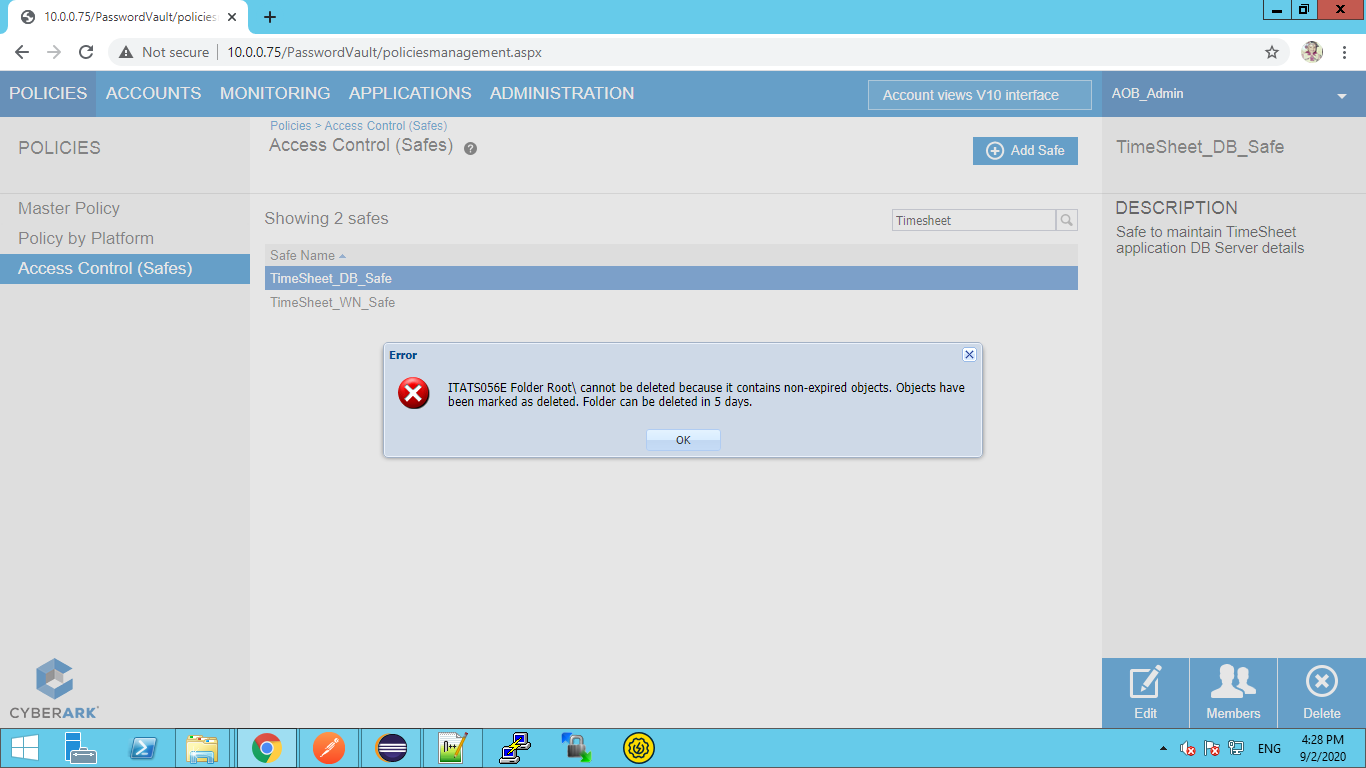 10.0.0.75/PasswordVault/policies
Not secure
10.0.0.75/PasswordVault/policiesmanagement.aspx
POLICIES ACCOUNTS MONITORING APPLICATIONS ADMINISTRATION
Account views V10 interface
AOB_Admin
POLICIES
Master Policy
Policy by Platform
Access Control (Safes)
Policies > Access Control (Safes)
Access Control (Safes) ?
Add Safe
Showing 2 safes
Timesheet
Safe Name
TimeSheet_DB_Safe
TimeSheet_WN_Safe
TimeSheet_DB_Safe
DESCRIPTION
Safe to maintain TimeSheet
application DB Server details
Error
ITATS056E Folder Root\ cannot be deleted because it contains non-expired objects. Objects have
been marked as deleted. Folder can be deleted in 5 days.
OK
CYBERARK
Edit
Members
Delete
N++
ENG
4:28 PM
9/2/2020